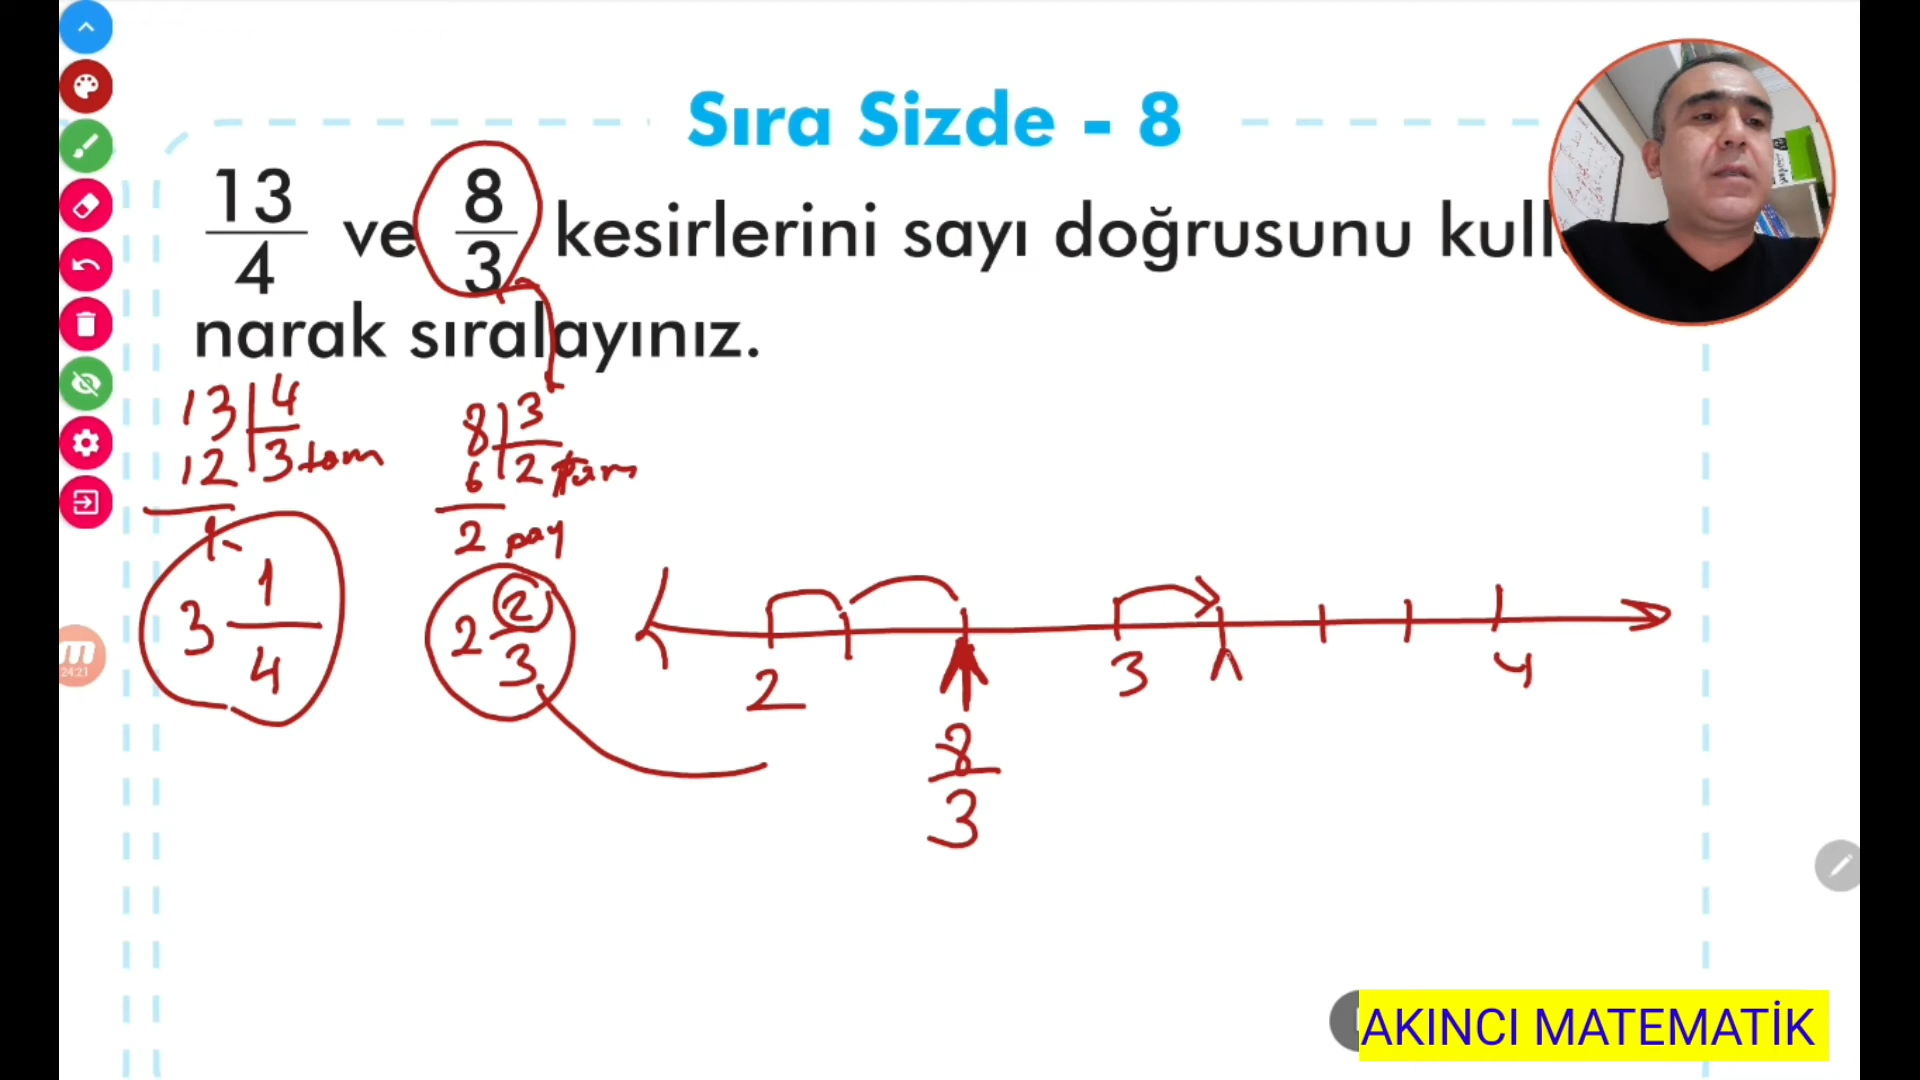 Sıra Sizde - 8
13/4 ve 8/3 kesirlerini sayı doğrusunu
narak sıralayınız.
13 | 4
12 | 3 tam
1
3 1/4
8 | 3
6 | 2 tam
2 pay
2 2/3
2 3 4
8/3
m
24:21
AKINCI MATEMATİK